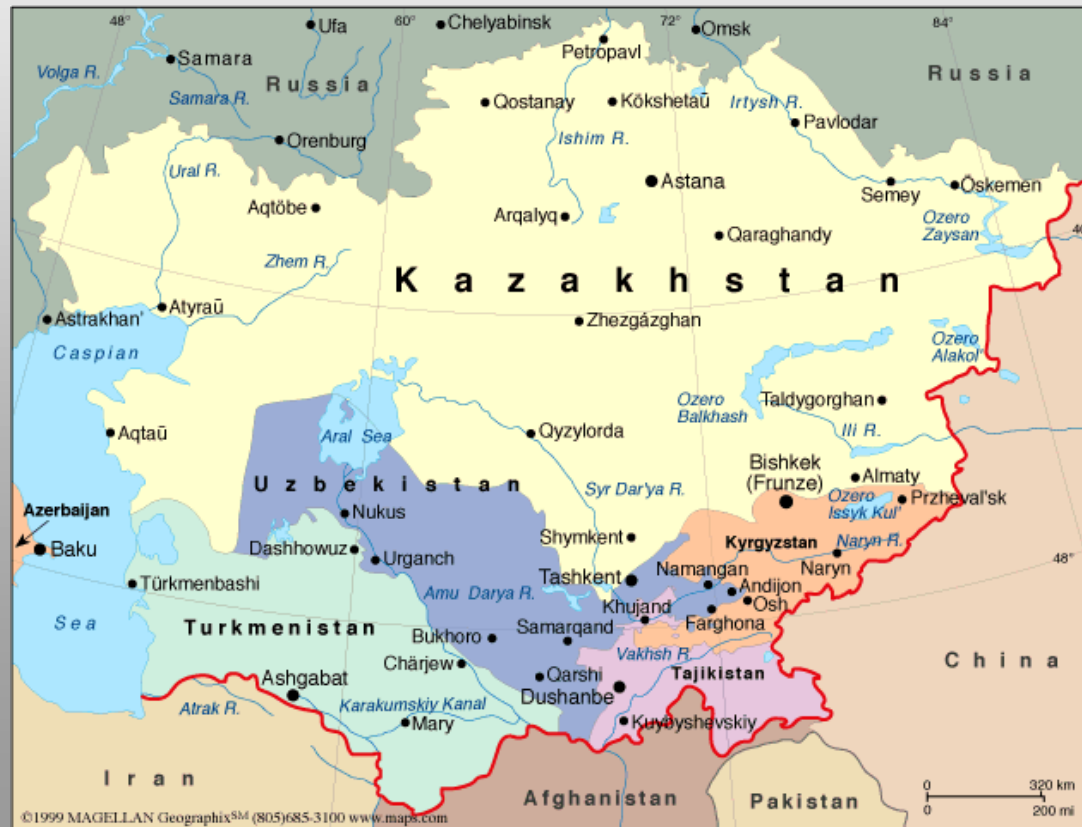 48°
60°
72°
84°
Ufa
Chelyabinsk
Omsk
Petropavl
Samara
Volga R.
Russia
Russia
Samara R.
Qostanay
Kökshetaū
Irtysh R.
Pavlodar
Orenburg
Ishim R.
Ural R.
Astana
Semey
Öskemen
Aqtöbe
Arqalyq
Ozero
Zaysan
Qaraghandy
Zhem R.
Kazakhstan
Atyraū
Astrakhan'
Zhezgázghan
Caspian
Ozero
Alakol'
Ozero
Balkhash
Taldygorghan
Aqtaū
Aral Sea
Qyzylorda
Ili R.
Bishkek
(Frunze)
Almaty
Uzbekistan
Syr Dar'ya R.
Ozero
Issyk Kul'
Przheval'sk
Azerbaijan
Nukus
Shymkent
Kyrgyzstan
Naryn R.
Baku
Dashhowuz
Urganch
48°
Türkmenbashi
Tashkent
Namangan
Naryn
Andijon
Amu Darya R.
Khujand
Osh
Sea
Farghona
Turkmenistan
Bukhoro
Samarqand
Vakhsh R.
China
Chärjew
Qarshi
Tajikistan
Ashgabat
Dushanbe
Atrak R.
Karakumskiy Kanal
Mary
Kuybyshevskiy
Iran
Afghanistan
Pakistan
0 320 km
0 200 mi
©1999 MAGELLAN Geographix℠ (805)685-3100 www.maps.com